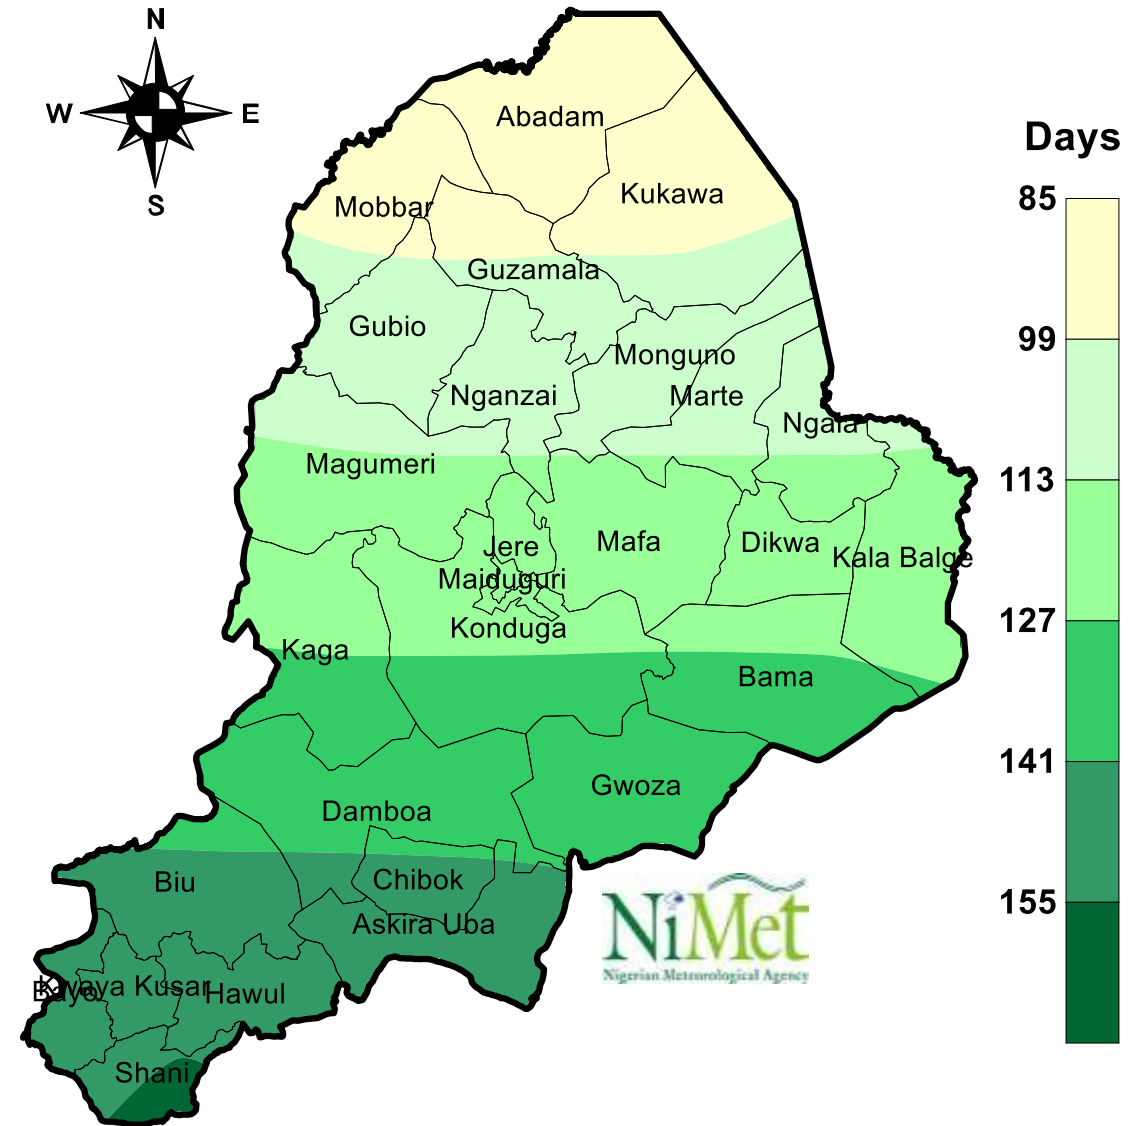 N
W E
S
Days
85
99
113
127
141
155
Abadam
Kukawa
Mobbar
Guzamala
Gubio
Monguno
Nganzai
Marte
Ngala
Magumeri
Mafa
Dikwa
Jere
Kala Balge
Maiduguri
Konduga
Kaga
Bama
Gwoza
Damboa
Biu
Chibok
Askira Uba
Kwaya Kusar
Bayo
Hawul
Shani
NiMet
Nigerian Meteorological Agency